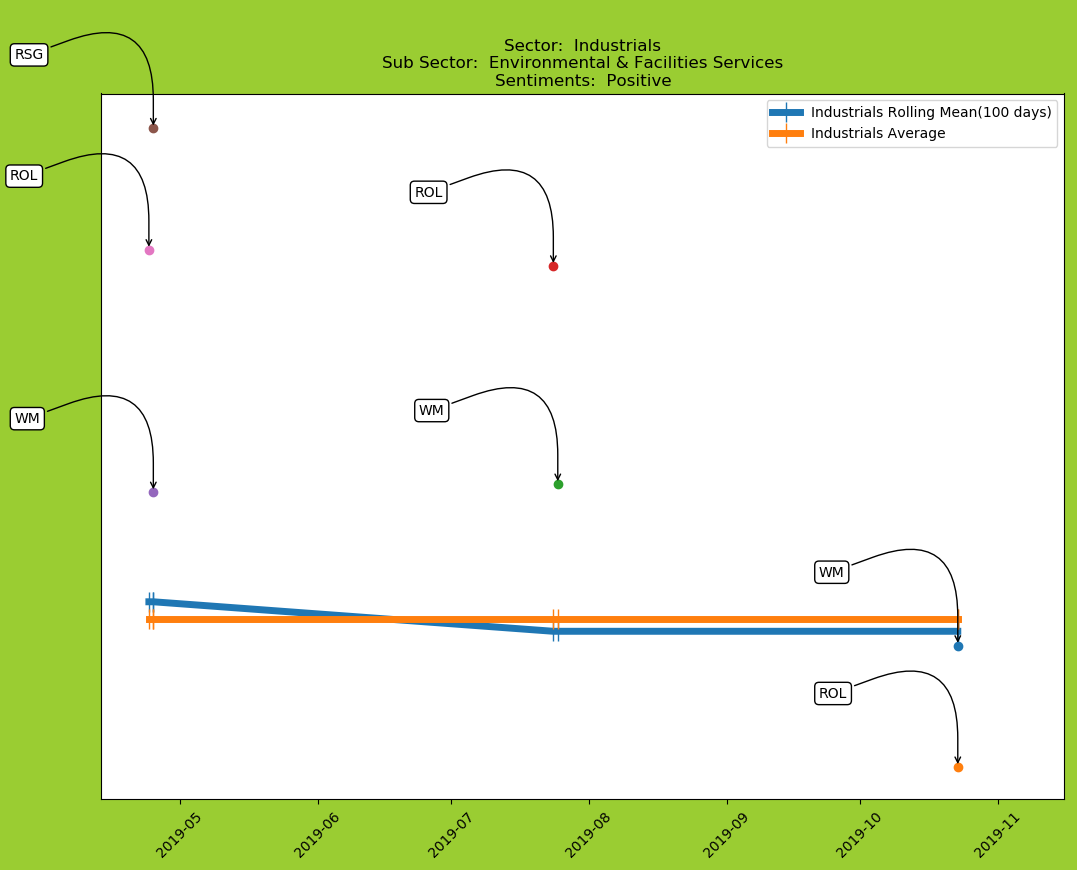 Sector:  Industrials
Sub Sector:  Environmental & Facilities Services
Sentiments:  Positive
RSG
Industrials Rolling Mean(100 days)
Industrials Average
ROL
ROL
WM
WM
WM
ROL
2019-05
2019-06
2019-07
2019-08
2019-09
2019-10
2019-11